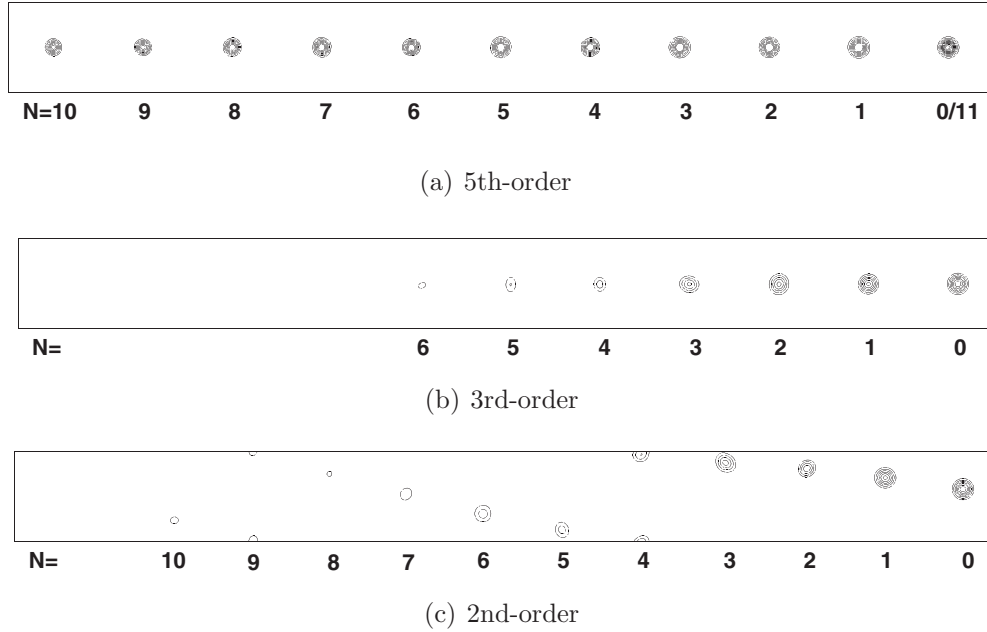 N=10 9 8 7 6 5 4 3 2 1 0/11
(a) 5th-order
N= 6 5 4 3 2 1 0
(b) 3rd-order
N= 10 9 8 7 6 5 4 3 2 1 0
(c) 2nd-order